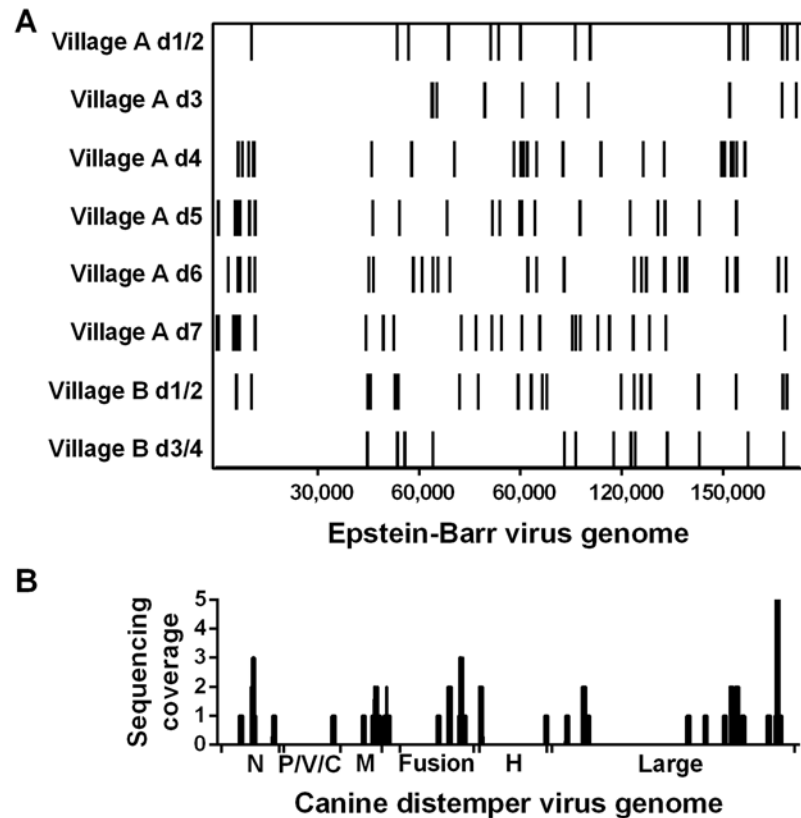 A
Village A d1/2
Village A d3
Village A d4
Village A d5
Village A d6
Village A d7
Village B d1/2
Village B d3/4
30,000 60,000 60,000 120,000 150,000
Epstein-Barr virus genome
B
Sequencing
coverage
5
4
3
2
1
0
N P/V/C M Fusion H Large
Canine distemper virus genome